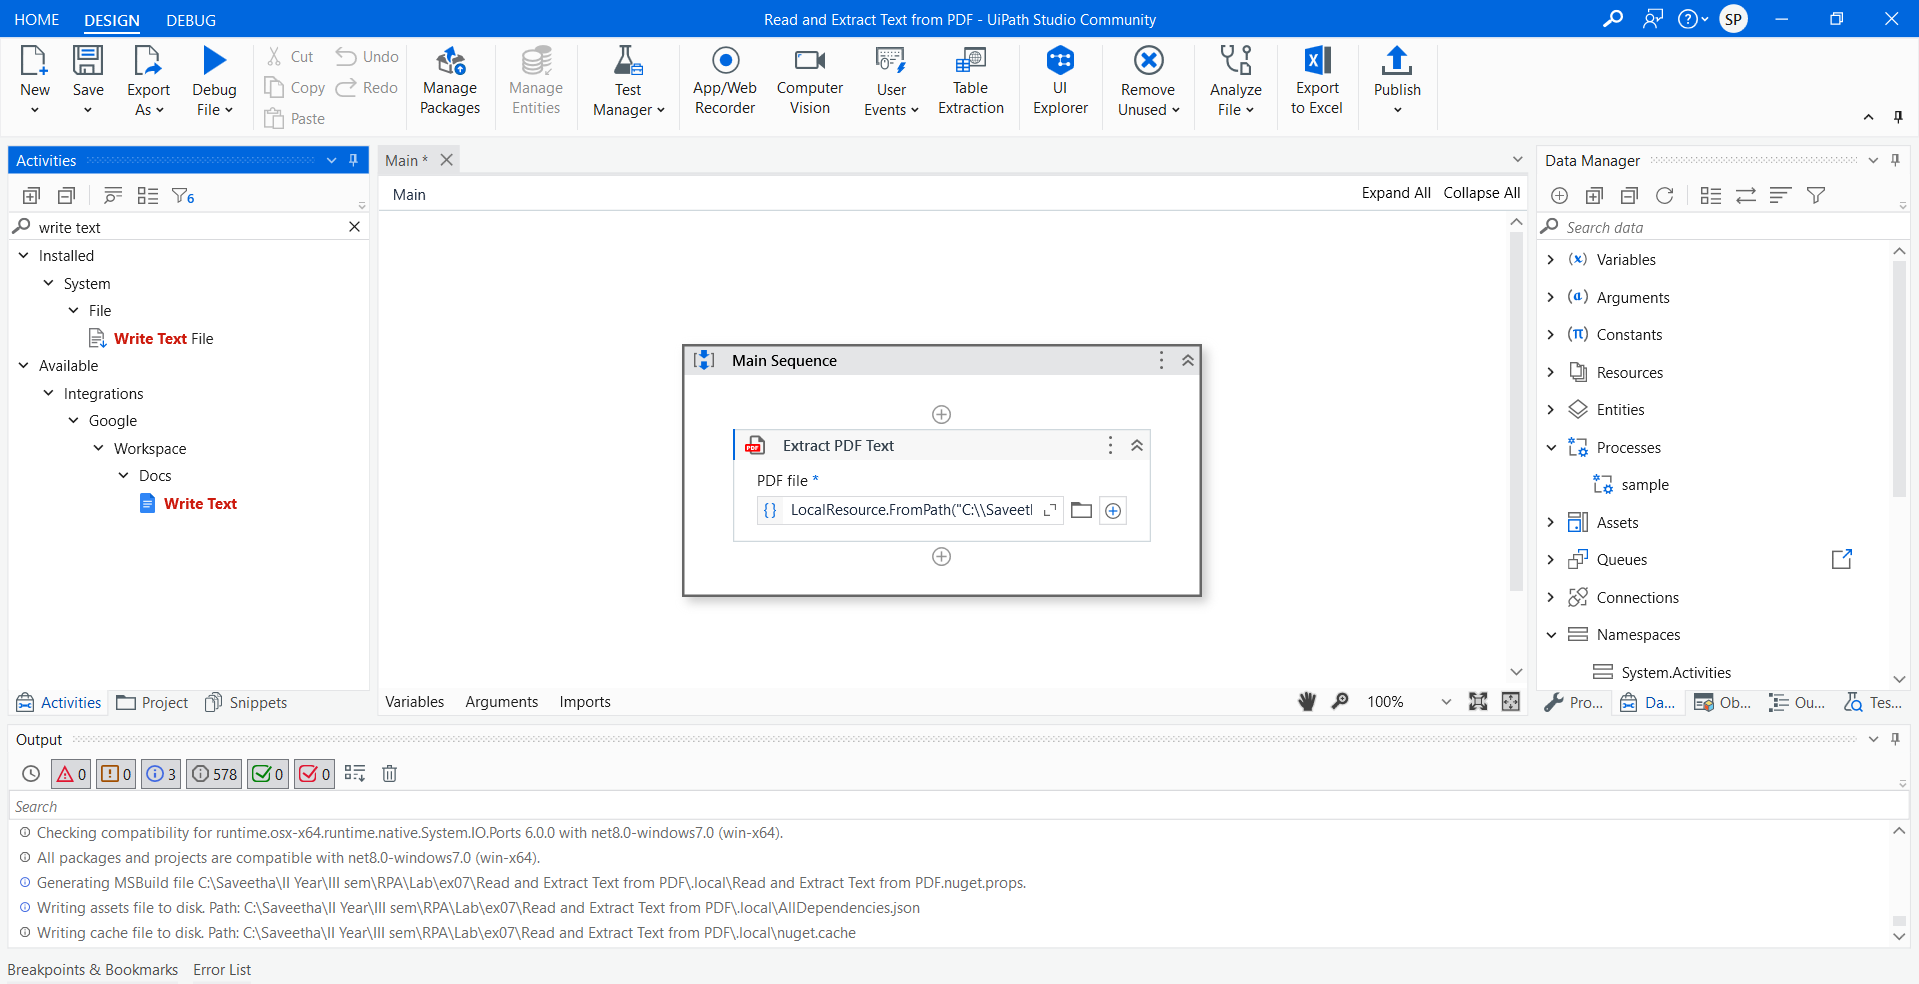 HOME DESIGN DEBUG Read and Extract Text from PDF - UiPath Studio Community SP
New Save Export As Debug File Cut Copy Paste Undo Redo Manage Packages Manage Entities Test Manager App/Web Recorder Computer Vision User Events Table Extraction UI Explorer Remove Unused Analyze File Export to Excel Publish
Activities
6
write text
Installed
System
File
Write Text File
Available
Integrations
Google
Workspace
Docs
Write Text
Activities Project Snippets
Main *
Main Expand All Collapse All
Main Sequence
PDF Extract PDF Text
PDF file *
{} LocalResource.FromPath("C:\\Saveetl
Variables Arguments Imports 100%
Data Manager
Search data
(x) Variables
(a) Arguments
(π) Constants
Resources
Entities
Processes
sample
Assets
Queues
Connections
Namespaces
System.Activities
Pro... Da... Ob... Ou... Tes...
Output
0 0 3 578 0 0
Search
Checking compatibility for runtime.osx-x64.runtime.native.System.IO.Ports 6.0.0 with net8.0-windows7.0 (win-x64).
All packages and projects are compatible with net8.0-windows7.0 (win-x64).
Generating MSBuild file C:\Saveetha\II Year\III sem\RPA\Lab\ex07\Read and Extract Text from PDF\.local\Read and Extract Text from PDF.nuget.props.
Writing assets file to disk. Path: C:\Saveetha\II Year\III sem\RPA\Lab\ex07\Read and Extract Text from PDF\.local\AllDependencies.json
Writing cache file to disk. Path: C:\Saveetha\II Year\III sem\RPA\Lab\ex07\Read and Extract Text from PDF\.local\nuget.cache
Breakpoints & Bookmarks Error List